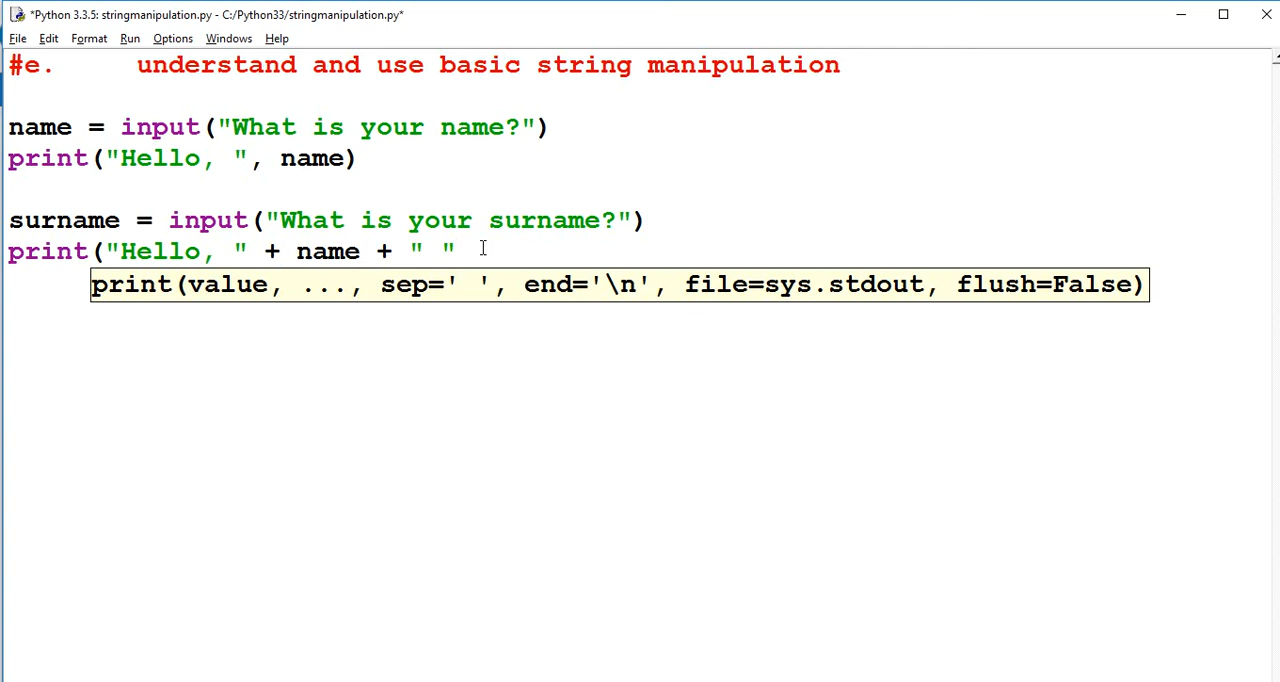 *Python 3.3.5: stringmanipulation.py - C:/Python33/stringmanipulation.py*
File Edit Format Run Options Windows Help
#e. understand and use basic string manipulation
name = input("What is your name?")
print("Hello, ", name)
surname = input("What is your surname?")
print("Hello, " + name + " "
print(value, ..., sep=' ', end='\n', file=sys.stdout, flush=False)